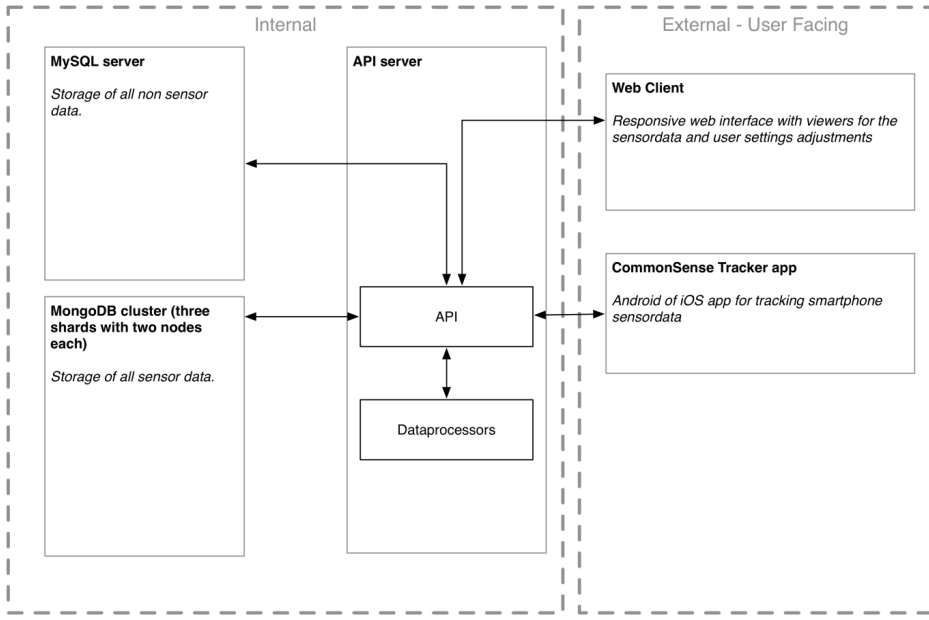 Internal
MySQL server
Storage of all non sensor
data.
MongoDB cluster (three
shards with two nodes
each)
Storage of all sensor data.
API server
API
Dataprocessors
External - User Facing
Web Client
Responsive web interface with viewers for the
sensordata and user settings adjustments
CommonSense Tracker app
Android of iOS app for tracking smartphone
sensordata